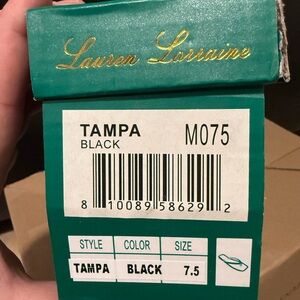 Lauren Lorraine
TAMPA M075
BLACK
8 10089 58629 2
STYLE COLOR SIZE
TAMPA BLACK 7.5